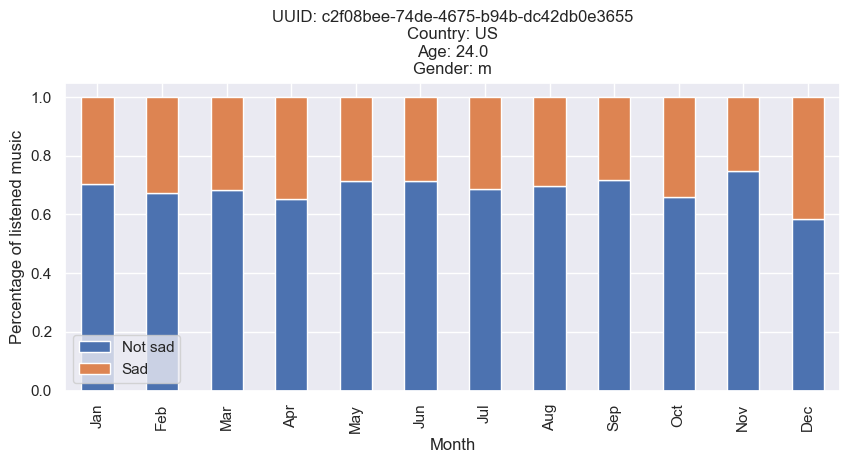 UUID: c2f08bee-74de-4675-b94b-dc42db0e3655
Country: US
Age: 24.0
Gender: m
Percentage of listened music
1.0
0.8
0.6
0.4
0.2
0.0
Not sad
Sad
Jan
Feb
Mar
Apr
May
Jun
Jul
Aug
Sep
Oct
Nov
Dec
Month